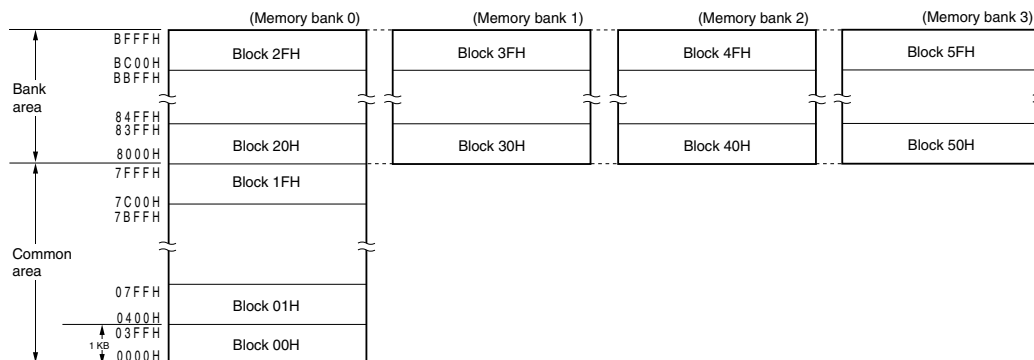 (Memory bank 0) (Memory bank 1) (Memory bank 2) (Memory bank 3)
BFFFH
Block 2FH Block 3FH Block 4FH Block 5FH
BC00H
BBFFH
Bank
area
84FFH
83FFH
Block 20H Block 30H Block 40H Block 50H
8000H
7FFFH
Block 1FH
7C00H
7BFFH
Common
area
07FFH
Block 01H
0400H
03FFH
1 KB
Block 00H
0000H